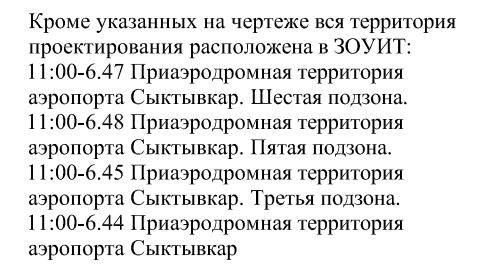 Кроме указанных на чертеже вся территория
проектирования расположена в ЗОУИТ:
11:00-6.47 Приаэродромная территория
аэропорта Сыктывкар. Шестая подзона.
11:00-6.48 Приаэродромная территория
аэропорта Сыктывкар. Пятая подзона.
11:00-6.45 Приаэродромная территория
аэропорта Сыктывкар. Третья подзона.
11:00-6.44 Приаэродромная территория
аэропорта Сыктывкар